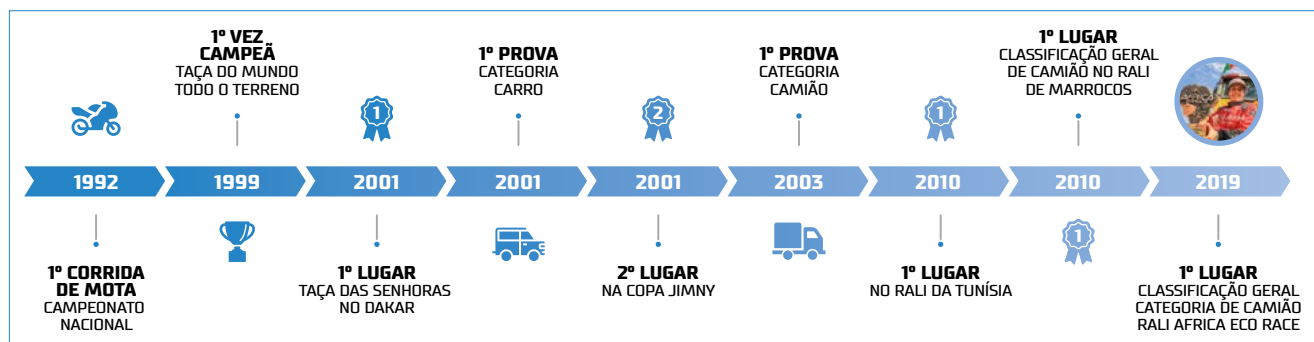 1º VEZ
CAMPEÃ
TAÇA DO MUNDO
TODO O TERRENO
1º PROVA
CATEGORIA
CARRO
1º PROVA
CATEGORIA
CAMIÃO
1º LUGAR
CLASSIFICAÇÃO GERAL
DE CAMIÃO NO RALI
DE MARROCOS
1
2
1
1992
1999
2001
2001
2001
2003
2010
2010
2019
1
1º CORRIDA
DE MOTA
CAMPEONATO
NACIONAL
1º LUGAR
TAÇA DAS SENHORAS
NO DAKAR
2º LUGAR
NA COPA JIMNY
1º LUGAR
NO RALI DA TUNÍSIA
1º LUGAR
CLASSIFICAÇÃO GERAL
CATEGORIA DE CAMIÃO
RALI AFRICA ECO RACE